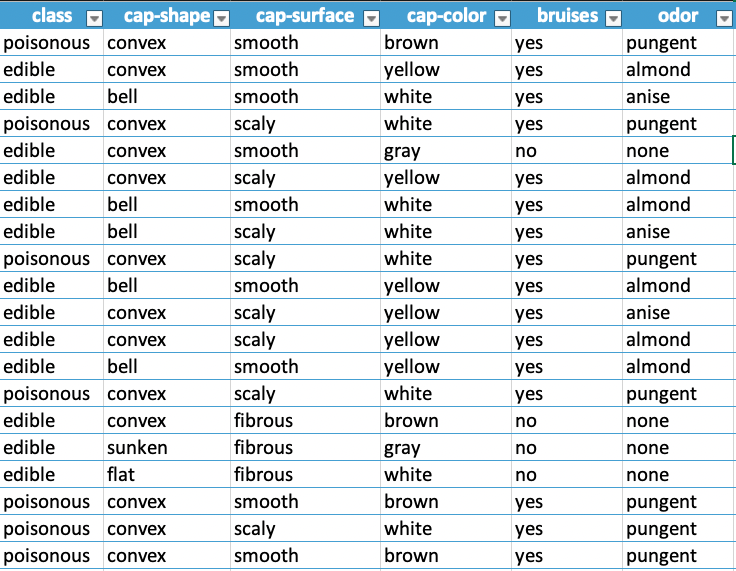 class cap-shape cap-surface cap-color bruises odor
poisonous convex smooth brown yes pungent
edible convex smooth yellow yes almond
edible bell smooth white yes anise
poisonous convex scaly white yes pungent
edible convex smooth gray no none
edible convex scaly yellow yes almond
edible bell smooth white yes almond
edible bell scaly white yes anise
poisonous convex scaly white yes pungent
edible bell smooth yellow yes almond
edible convex scaly yellow yes anise
edible convex scaly yellow yes almond
edible bell smooth yellow yes almond
poisonous convex scaly white yes pungent
edible convex fibrous brown no none
edible sunken fibrous gray no none
edible flat fibrous white no none
poisonous convex smooth brown yes pungent
poisonous convex scaly white yes pungent
poisonous convex smooth brown yes pungent